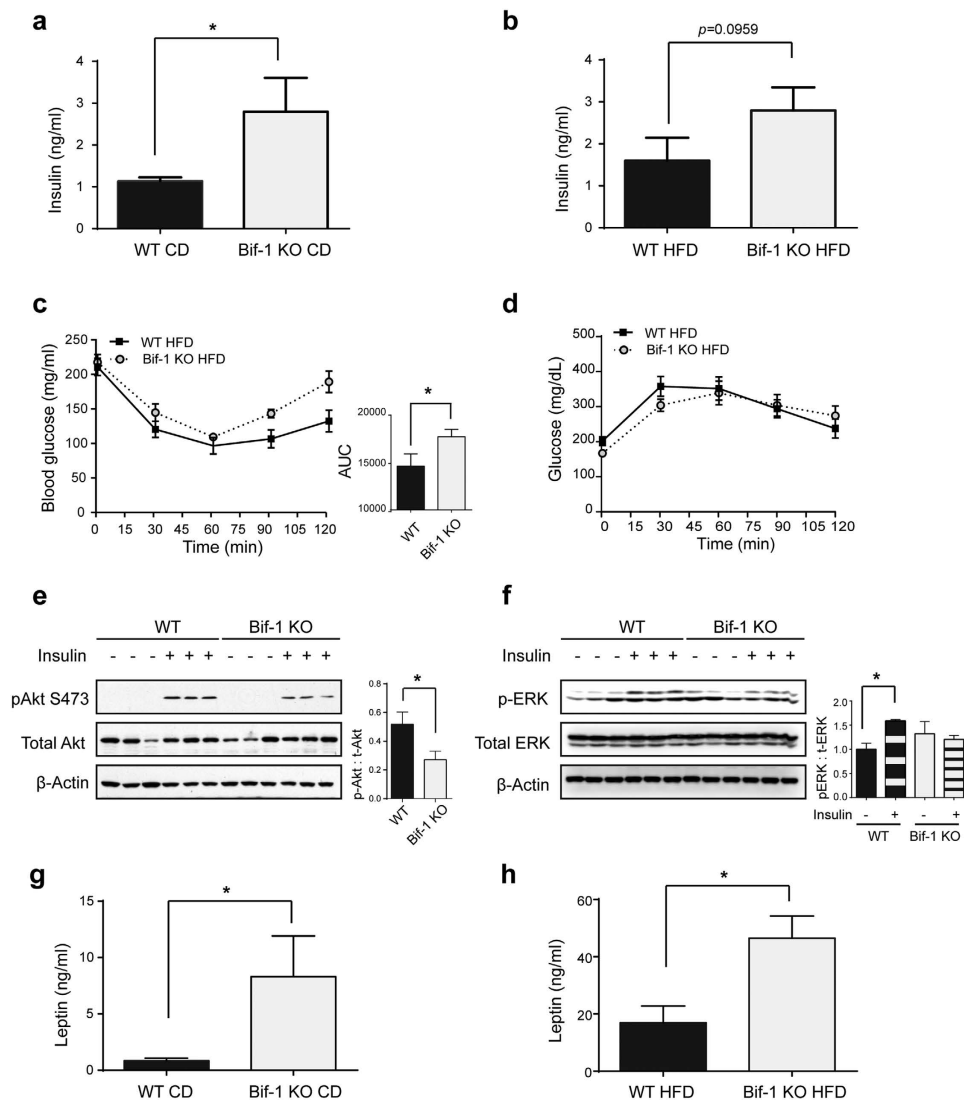 a
*
Insulin (ng/ml)
4
3
2
1
0
WT CD
Bif-1 KO CD
b
p=0.0959
Insulin (ng/ml)
4
3
2
1
0
WT HFD
Bif-1 KO HFD
c
WT HFD
Bif-1 KO HFD
Blood glucose (mg/ml)
250
200
150
100
50
0
0 15 30 45 60 75 90 105 120
Time (min)
*
AUC
20000
15000
10000
WT
Bif-1 KO
d
WT HFD
Bif-1 KO HFD
Glucose (mg/dL)
500
400
300
200
100
0
0 15 30 45 60 75 90 105 120
Time (min)
e
WT Bif-1 KO
Insulin - - - + + + - - - + + +
pAkt S473
Total Akt
β-Actin
*
p-Akt : t-Akt
0.8
0.6
0.4
0.2
0.0
WT
Bif-1 KO
f
WT Bif-1 KO
Insulin - - - + + + - - - + + +
p-ERK
Total ERK
β-Actin
*
pERK : t-ERK
2.0
1.5
1.0
0.5
0.0
Insulin - + - +
WT Bif-1 KO
g
*
Leptin (ng/ml)
15
10
5
0
WT CD
Bif-1 KO CD
h
*
Leptin (ng/ml)
60
40
20
0
WT HFD
Bif-1 KO HFD